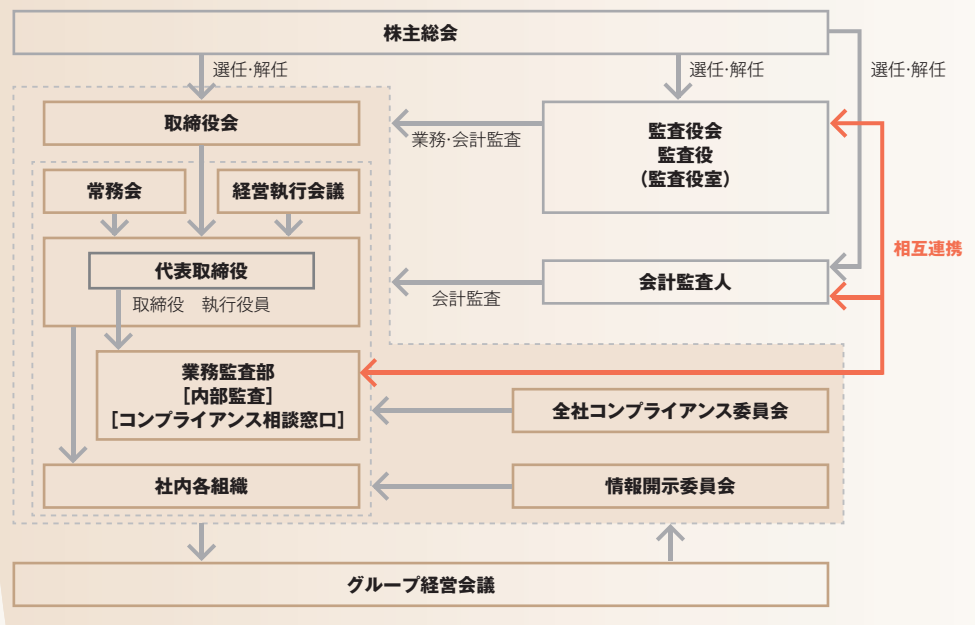 株主総会
選任・解任
選任・解任
選任・解任
取締役会
業務・会計監査
監査役会
監査役
（監査役室）
常務会
経営執行会議
相互連携
代表取締役
取締役　執行役員
会計監査
会計監査人
業務監査部
［内部監査］
［コンプライアンス相談窓口］
全社コンプライアンス委員会
社内各組織
情報開示委員会
グループ経営会議